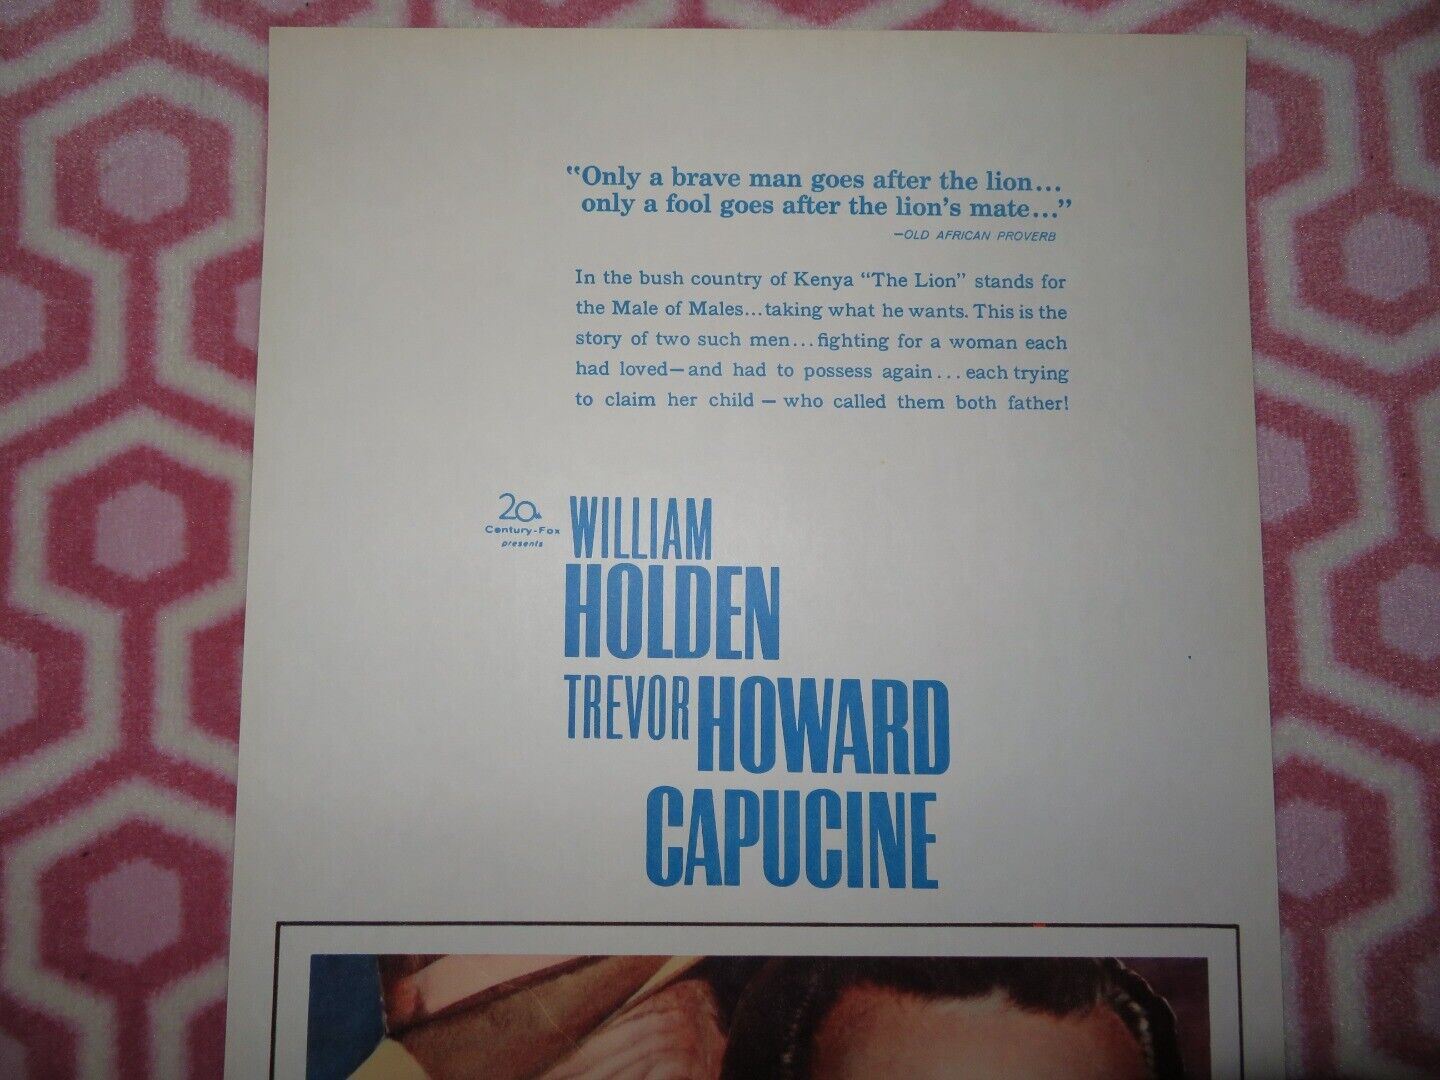 "Only a brave man goes after the lion...
only a fool goes after the lion's mate..."
—OLD AFRICAN PROVERB
In the bush country of Kenya "The Lion" stands for
the Male of Males...taking what he wants. This is the
story of two such men...fighting for a woman each
had loved—and had to possess again...each trying
to claim her child — who called them both father!
20
Century-Fox
presents
WILLIAM
HOLDEN
TREVOR HOWARD
CAPUCINE